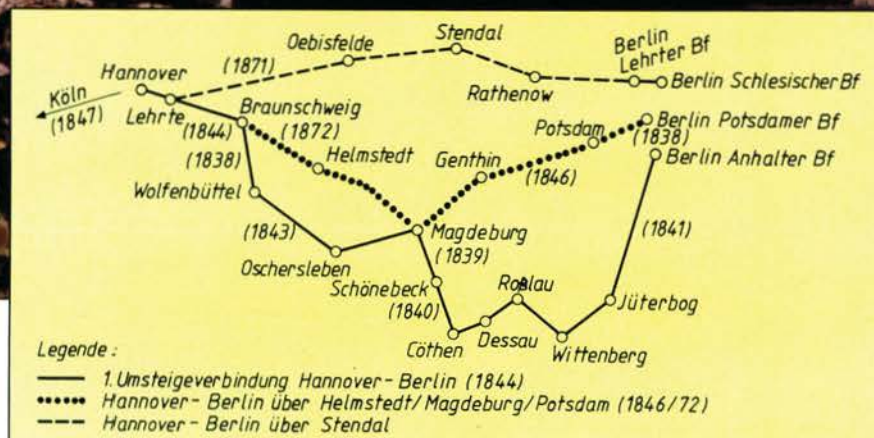 Stendal
Oebisfelde
Berlin
Lehrter Bf
(1871)
Hannover
Köln
(1847)
Rathenow
Berlin Schlesischer Bf
Lehrte
Braunschweig
(1844)
(1872)
Potsdam
Berlin Potsdamer Bf
(1838)
(1838)
Helmstedt
Genthin
Berlin Anhalter Bf
(1846)
Wolfenbüttel
(1843)
Magdeburg
(1841)
(1839)
Oschersleben
Schönebeck
Roßlau
Jüterbog
(1840)
Dessau
Cöthen
Wittenberg
Legende:
1. Umsteigeverbindung Hannover-Berlin (1844)
Hannover-Berlin über Helmstedt/Magdeburg/Potsdam (1846/72)
Hannover-Berlin über Stendal